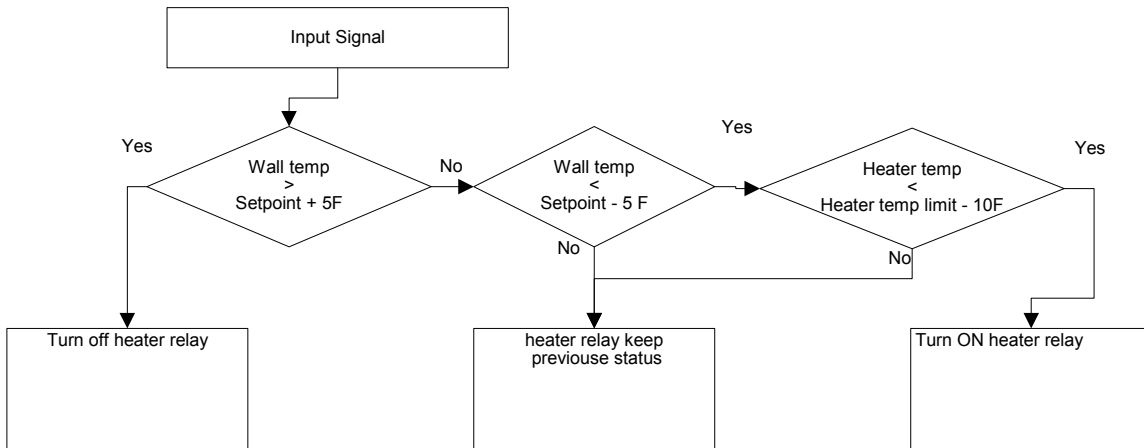 Input Signal
Yes
Wall temp
>
Setpoint + 5F
No
Wall temp
<
Setpoint - 5 F
Yes
Heater temp
<
Heater temp limit - 10F
Yes
No
No
Turn off heater relay
heater relay keep
previouse status
Turn ON heater relay